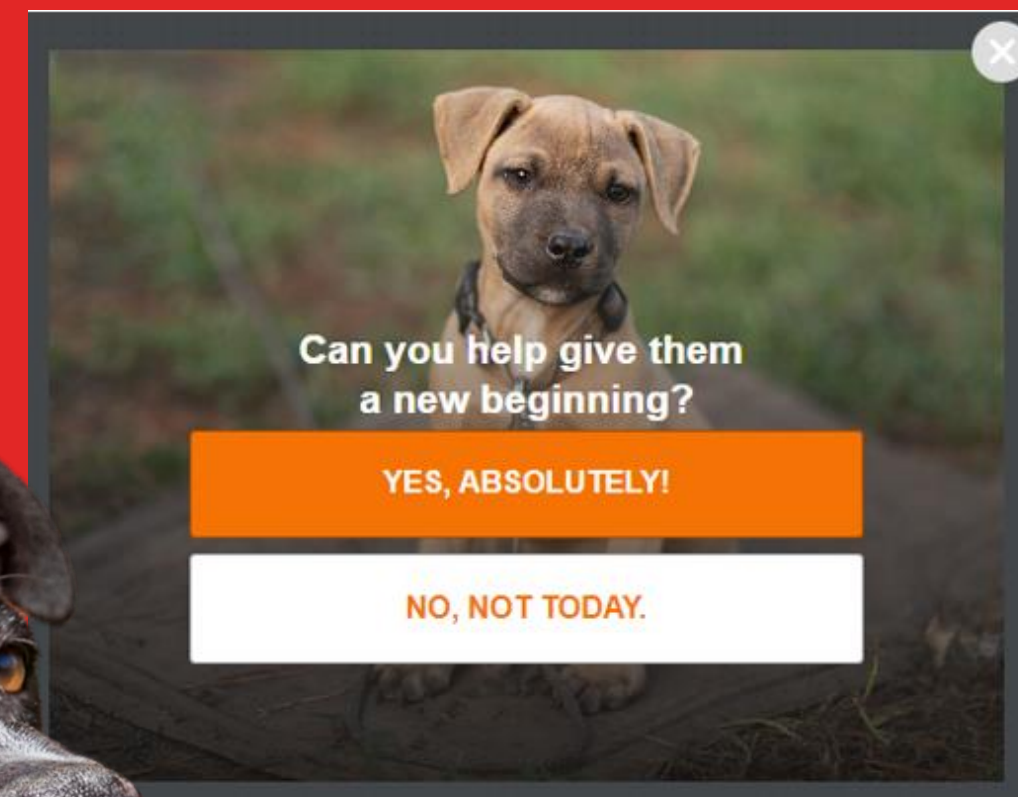 Can you help give them
a new beginning?
YES, ABSOLUTELY!
NO, NOT TODAY.